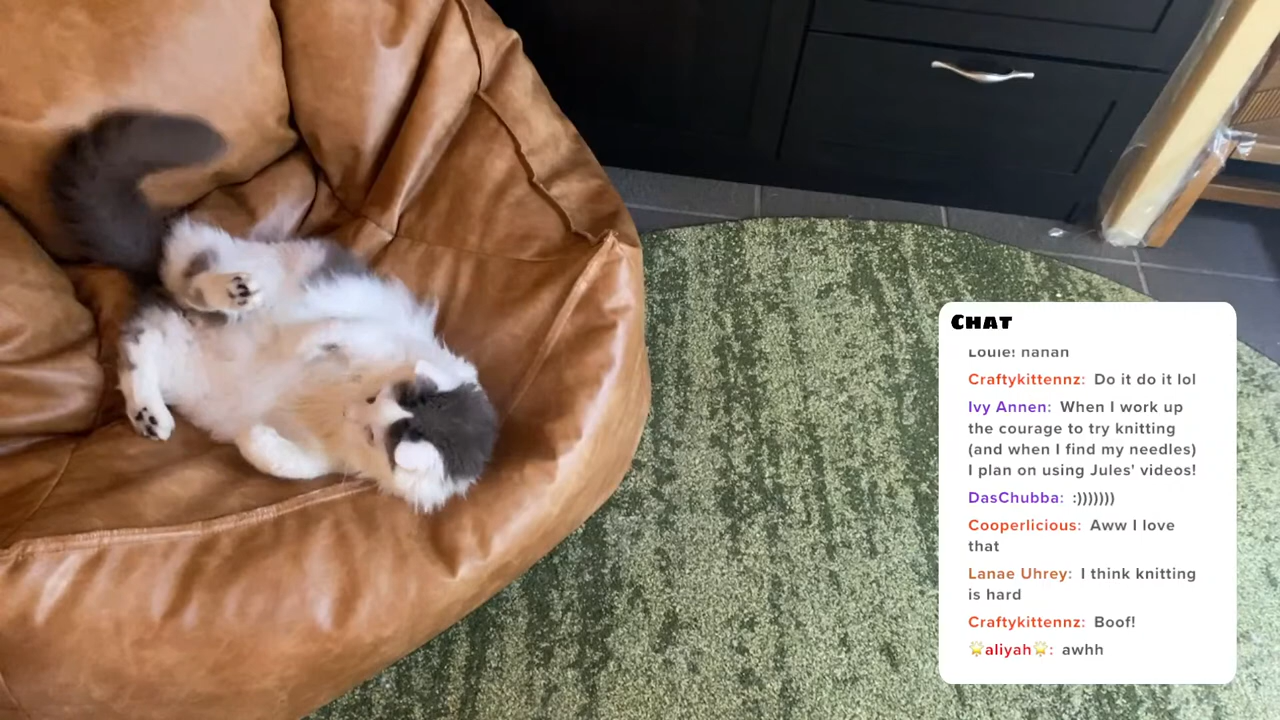 Chat
Louie! hahah
Craftykittennz: Do it do it lol
Ivy Annen: When I work up
the courage to try knitting
(and when I find my needles)
I plan on using Jules' videos!
DasChubba: :)))))))
Cooperlicious: Aww I love
that
Lanae Uhrey: I think knitting
is hard
Craftykittennz: Boof!
🌟aliyah🌟: awhh